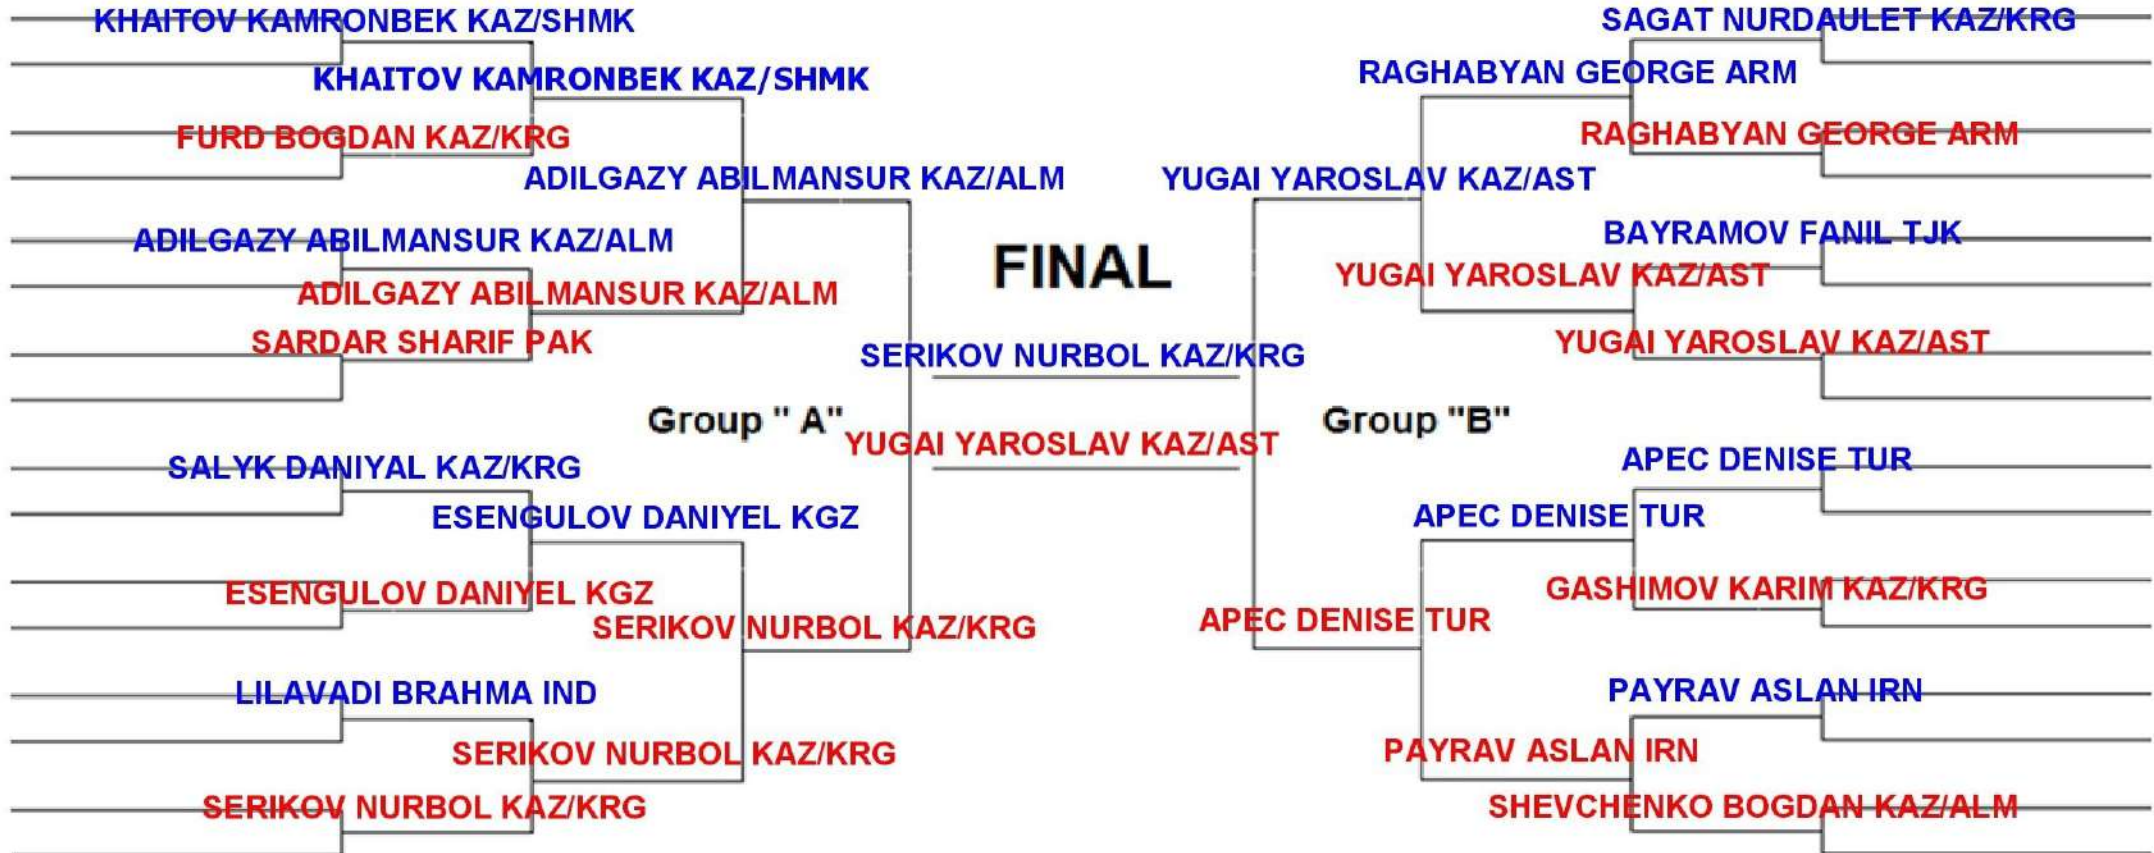 KHAITOV KAMRONBEK KAZ/SHMK
KHAITOV KAMRONBEK KAZ/SHMK
FURD BOGDAN KAZ/KRG
ADILGAZY ABILMANSUR KAZ/ALM
ADILGAZY ABILMANSUR KAZ/ALM
ADILGAZY ABILMANSUR KAZ/ALM
SARDAR SHARIF PAK
Group " A"
SALYK DANIYAL KAZ/KRG
ESENGULOV DANIYEL KGZ
ESENGULOV DANIYEL KGZ
SERIKOV NURBOL KAZ/KRG
LILAVADI BRAHMA IND
SERIKOV NURBOL KAZ/KRG
SERIKOV NURBOL KAZ/KRG
FINAL
SERIKOV NURBOL KAZ/KRG
YUGAI YAROSLAV KAZ/AST
SAGAT NURDAULET KAZ/KRG
RAGHABYAN GEORGE ARM
RAGHABYAN GEORGE ARM
YUGAI YAROSLAV KAZ/AST
BAYRAMOV FANIL TJK
YUGAI YAROSLAV KAZ/AST
YUGAI YAROSLAV KAZ/AST
Group "B"
APEC DENISE TUR
APEC DENISE TUR
GASHIMOV KARIM KAZ/KRG
APEC DENISE TUR
PAYRAV ASLAN IRN
PAYRAV ASLAN IRN
SHEVCHENKO BOGDAN KAZ/ALM